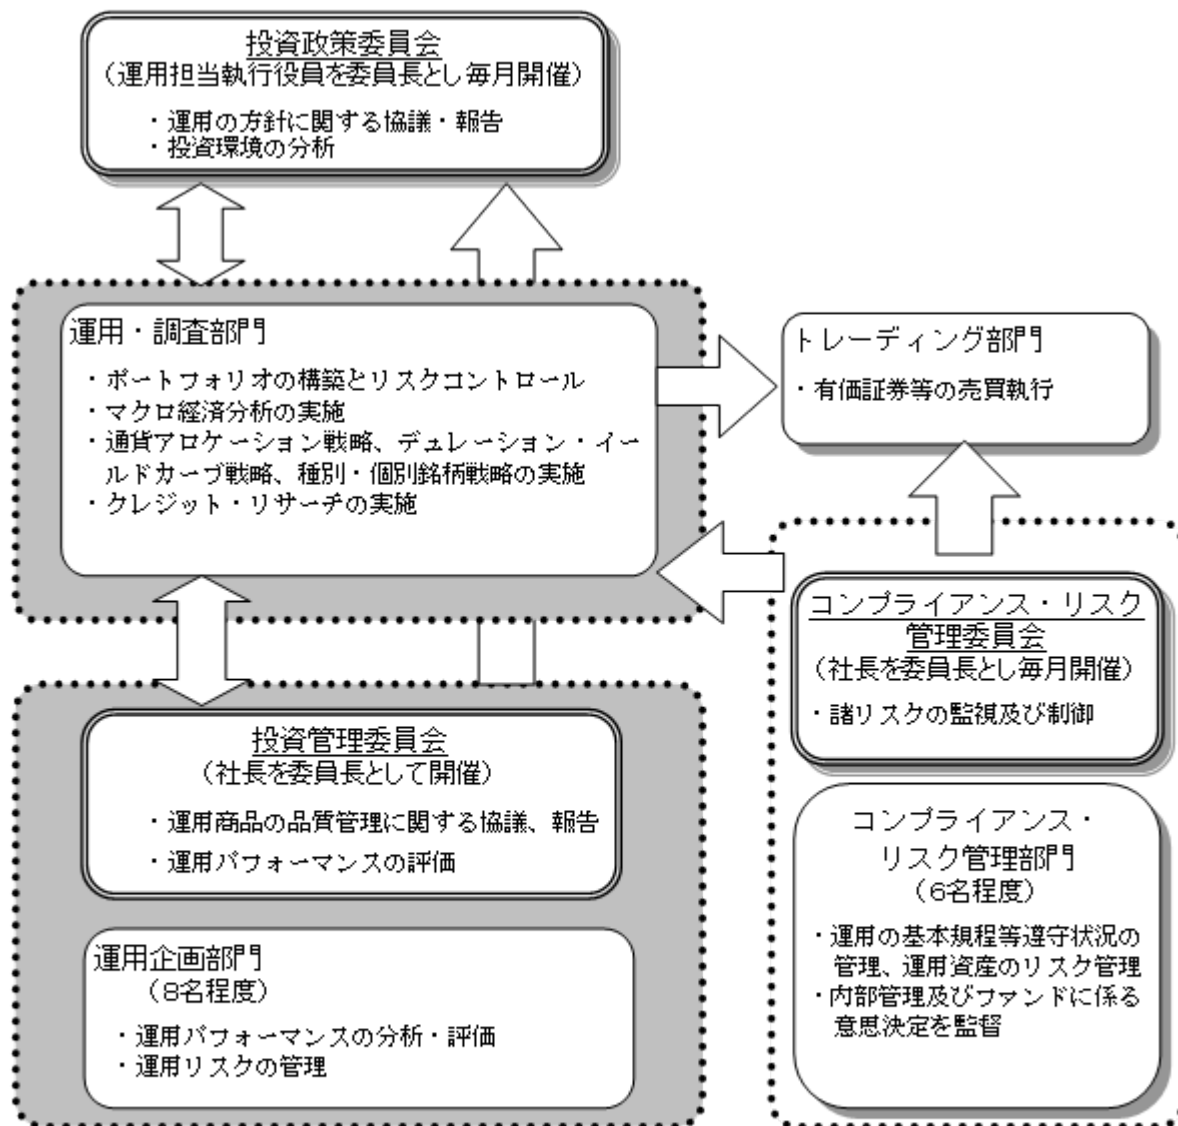 投資政策委員会
(運用担当執行役員を委員長とし毎月開催)
・運用の方針に関する協議・報告
・投資環境の分析
運用・調査部門
・ポートフォリオの構築とリスクコントロール
・マクロ経済分析の実施
・通貨アロケーション戦略、デュレーション・イー
ルドカーブ戦略、種別・個別銘柄戦略の実施
・クレジット・リサーチの実施
トレーディング部門
・有価証券等の売買執行
コンプライアンス・リスク
管理委員会
(社長を委員長とし毎月開催)
・諸リスクの監視及び制御
投資管理委員会
(社長を委員長として開催)
・運用商品の品質管理に関する協議、報告
・運用パフォーマンスの評価
コンプライアンス・
リスク管理部門
(6名程度)
・運用の基本規程等遵守状況の
管理、運用資産のリスク管理
・内部管理及びファンドに係る
意思決定を監督
運用企画部門
(8名程度)
・運用パフォーマンスの分析・評価
・運用リスクの管理